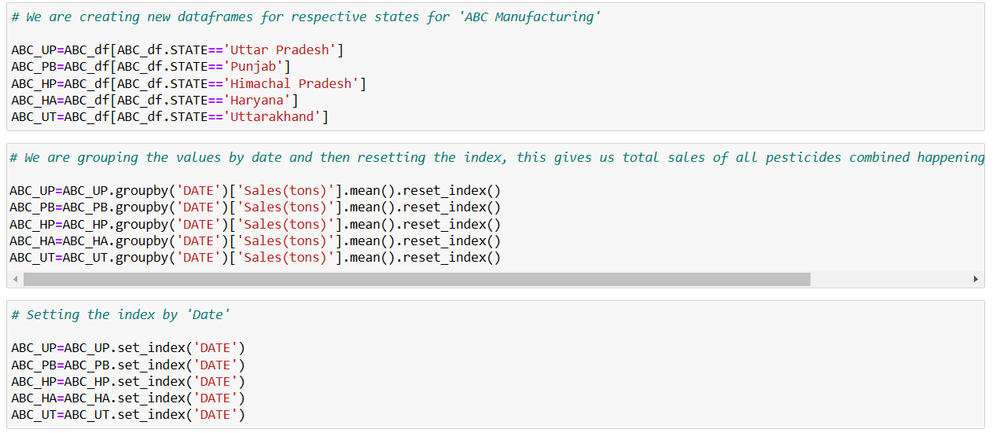 # We are creating new dataframes for respective states for 'ABC Manufacturing'
ABC_UP=ABC_df[ABC_df.STATE=='Uttar Pradesh']
ABC_PB=ABC_df[ABC_df.STATE=='Punjab']
ABC_HP=ABC_df[ABC_df.STATE=='Himachal Pradesh']
ABC_HA=ABC_df[ABC_df.STATE=='Haryana']
ABC_UT=ABC_df[ABC_df.STATE=='Uttarakhand']
# We are grouping the values by date and then resetting the index, this gives us total sales of all pesticides combined happening
ABC_UP=ABC_UP.groupby('DATE')['Sales(tons)'].mean().reset_index()
ABC_PB=ABC_PB.groupby('DATE')['Sales(tons)'].mean().reset_index()
ABC_HP=ABC_HP.groupby('DATE')['Sales(tons)'].mean().reset_index()
ABC_HA=ABC_HA.groupby('DATE')['Sales(tons)'].mean().reset_index()
ABC_UT=ABC_UT.groupby('DATE')['Sales(tons)'].mean().reset_index()
# Setting the index by 'Date'
ABC_UP=ABC_UP.set_index('DATE')
ABC_PB=ABC_PB.set_index('DATE')
ABC_HP=ABC_HP.set_index('DATE')
ABC_HA=ABC_HA.set_index('DATE')
ABC_UT=ABC_UT.set_index('DATE')